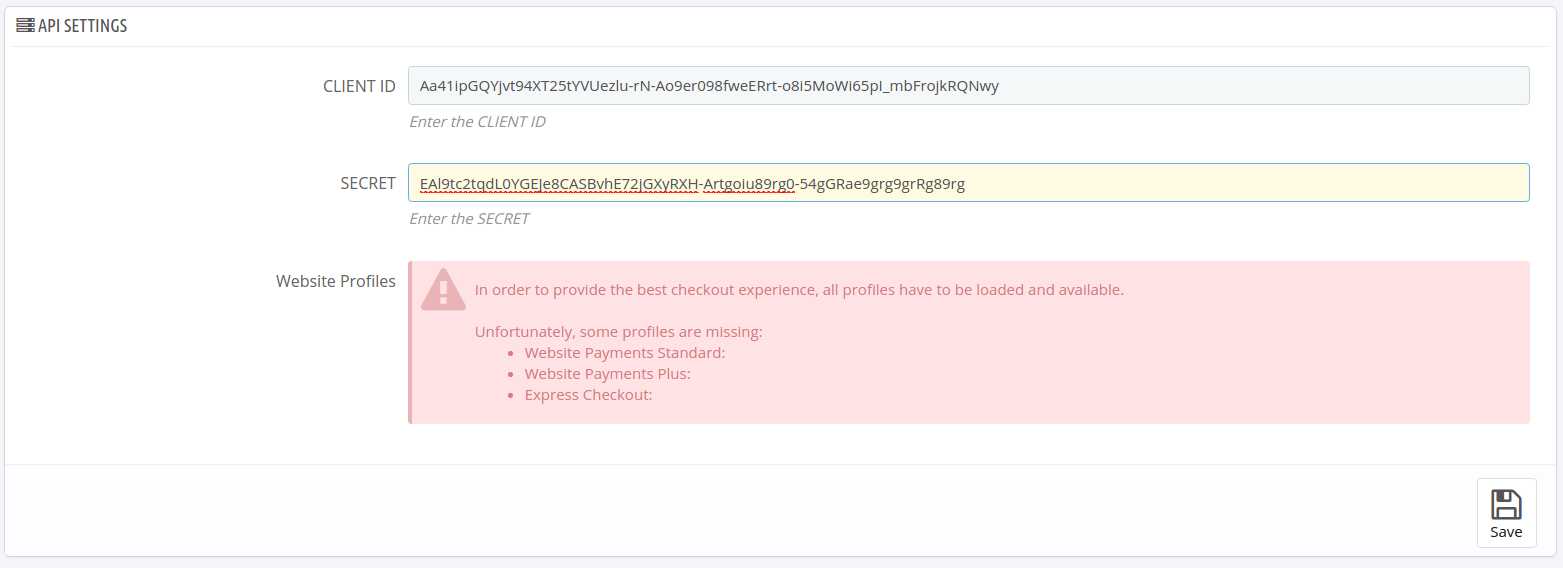 API SETTINGS
CLIENT ID
Aa41ipGQYjvt94XT25tYVUezlu-rN-Ao9er098fweERrt-o8i5MoWi65pI_mbFrojkRQNwy
Enter the CLIENT ID
SECRET
EAl9tc2tqdL0YGEJe8CASBvhE72jGXyRXH-Artgoiu89rg0-54gGRae9grg9grRg89rg
Enter the SECRET
Website Profiles
In order to provide the best checkout experience, all profiles have to be loaded and available.
Unfortunately, some profiles are missing:
• Website Payments Standard:
• Website Payments Plus:
• Express Checkout:
Save